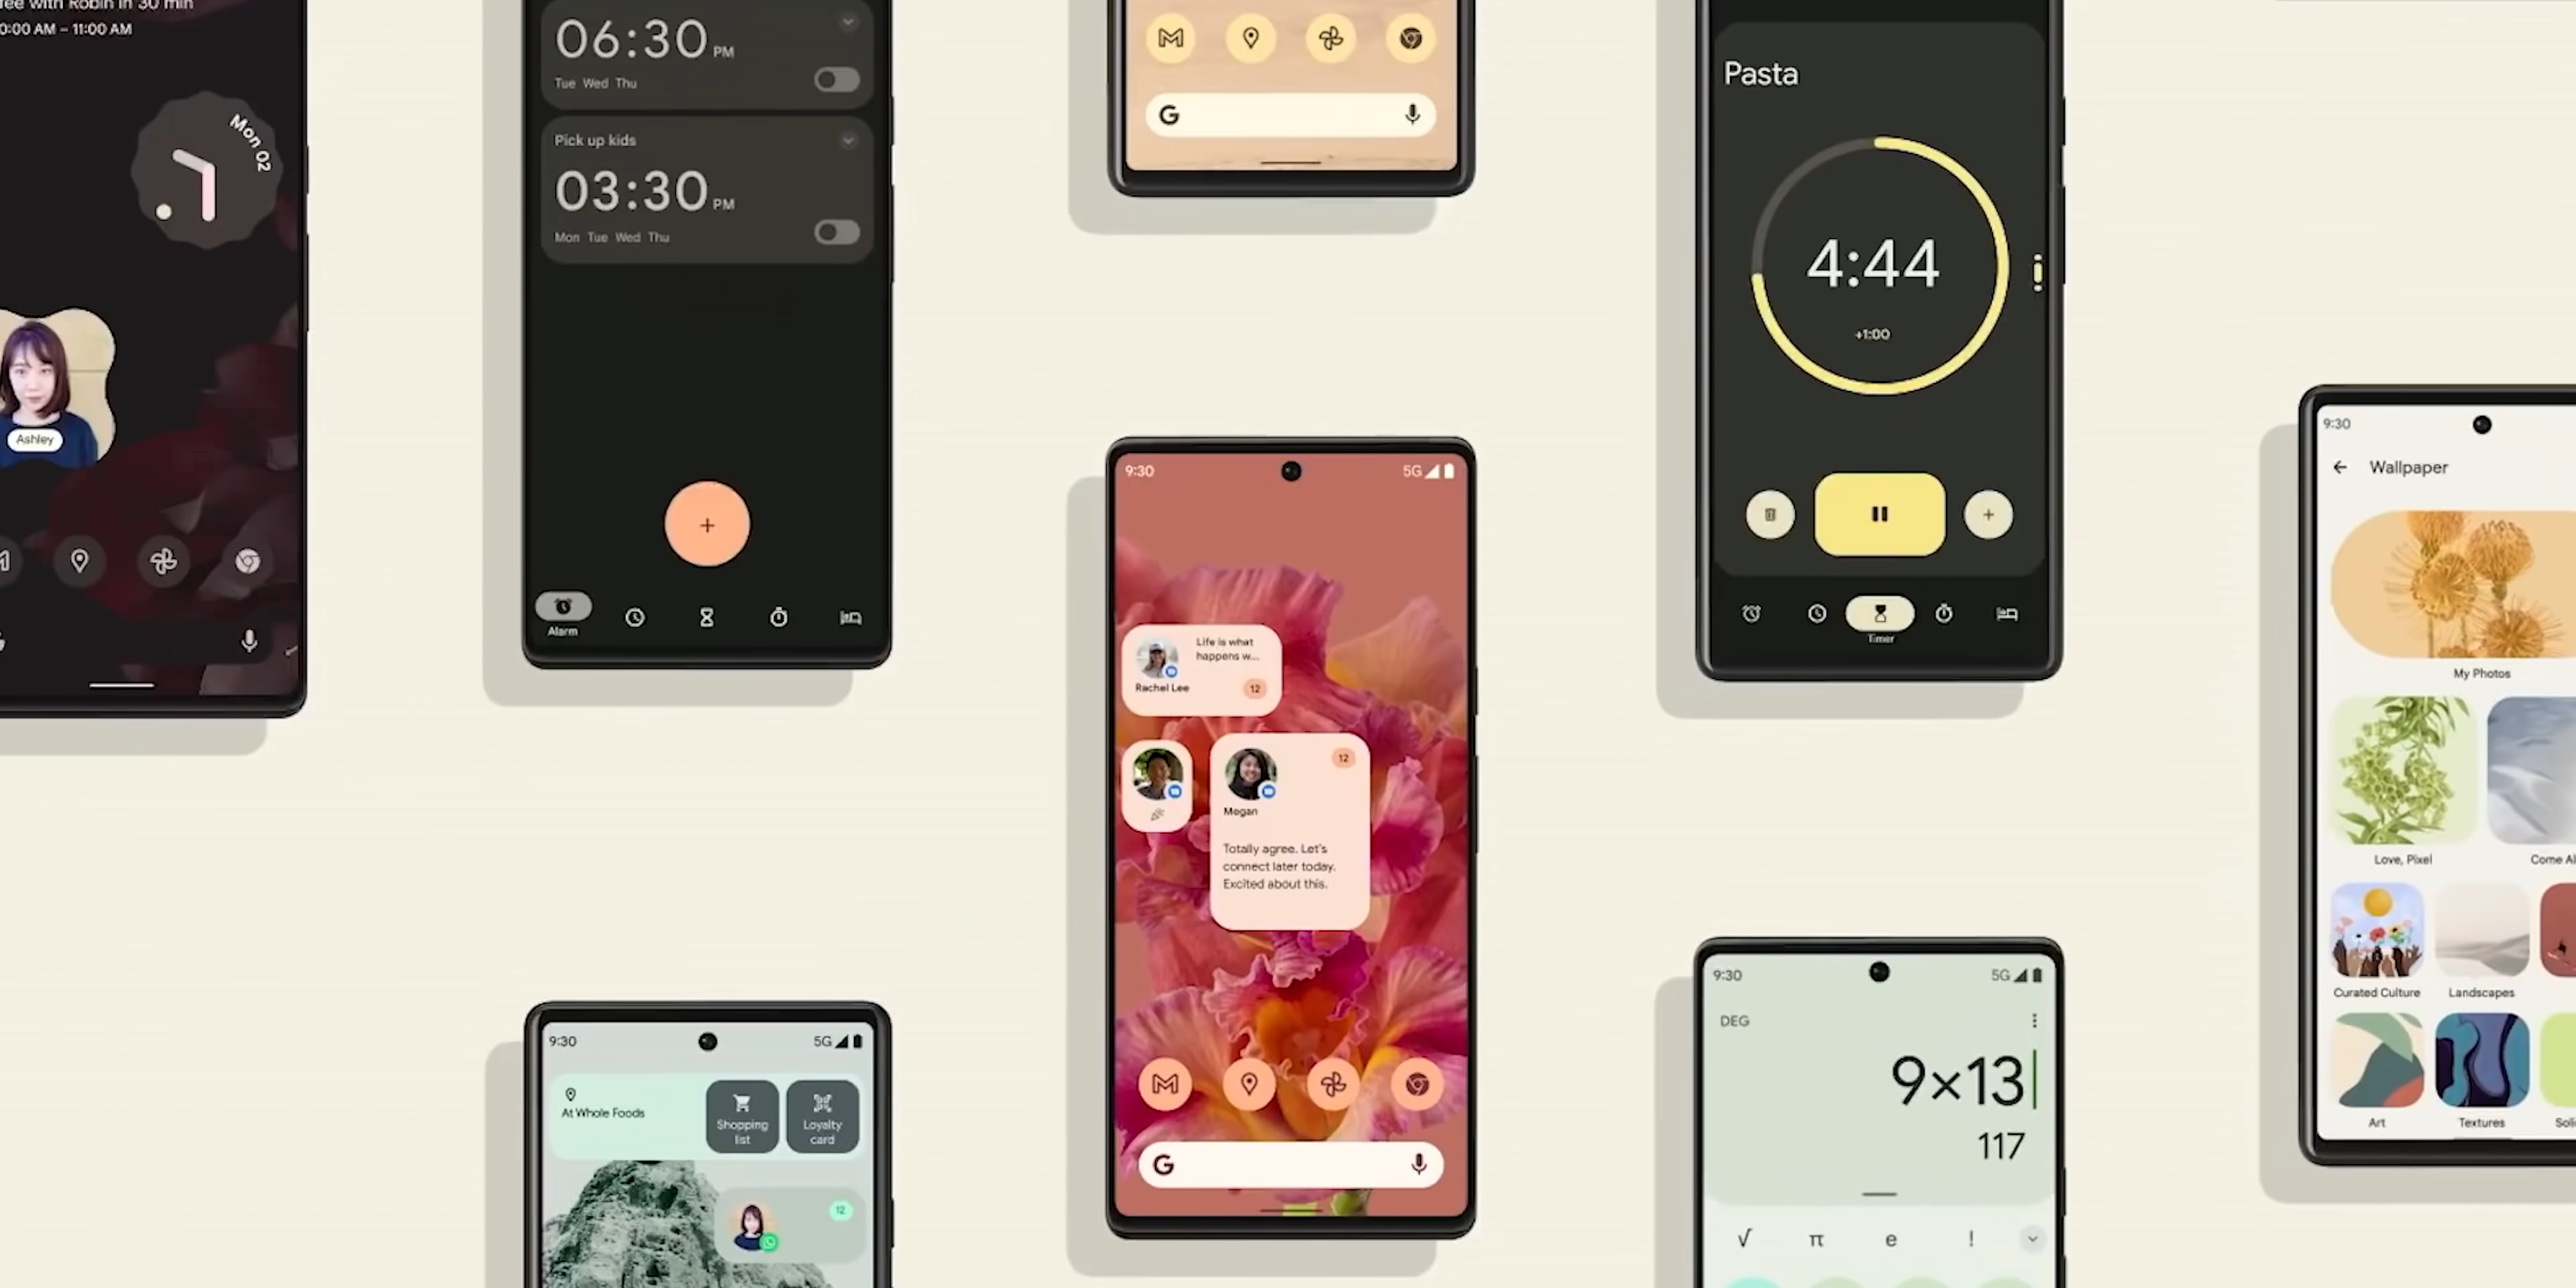 10:00 AM – 11:00 AM
Mon 02
Ashley
06:30 PM
Tue Wed Thu
Pick up kids
03:30 PM
Mon Tue Wed Thu
Alarm
9:30
5G
At Whole Foods
Shopping
list
Loyalty
card
12
G
9:30
5G
Life is what
happens w...
Rachel Lee
12
12
Megan
Totally agree. Let's
connect later today.
Excited about this.
G
Pasta
4:44
+1:00
Timer
9:30
5G
DEG
9×13
117
√ π e !
9:30
Wallpaper
My Photos
Love, Pixel
Come Al
Curated Culture
Landscapes
Art
Textures